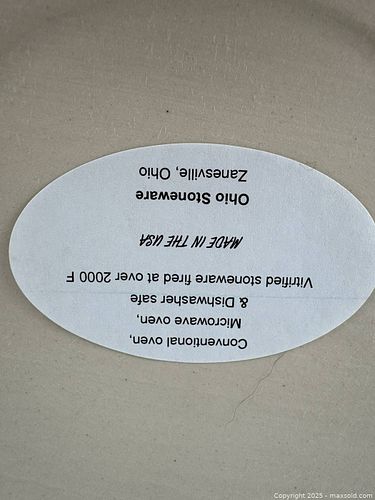 Conventional oven,
Microwave oven,
& Dishwasher safe
Vitrified stoneware fired at over 2000 F
MADE IN THE USA
Ohio Stoneware
Zanesville, Ohio
Copyright 2025 - maxsold.com